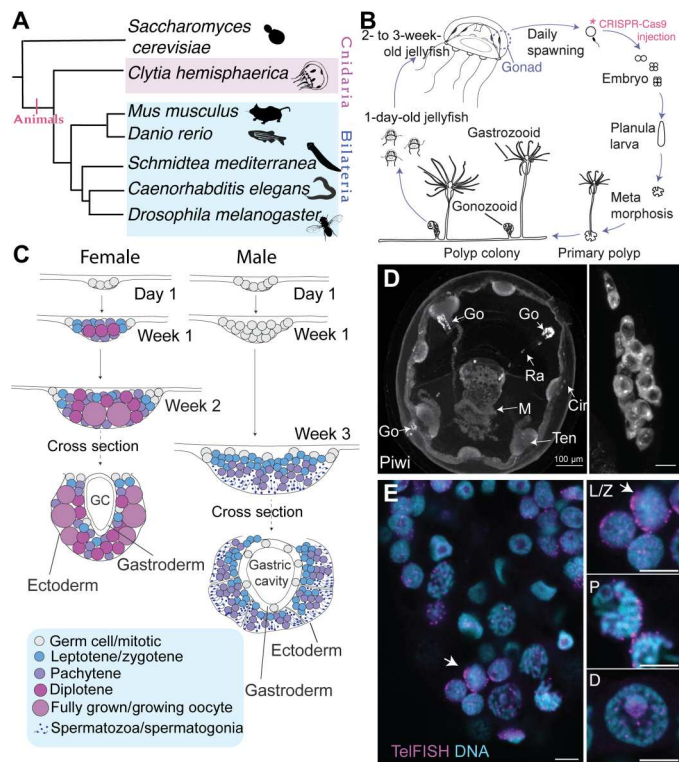 A
Saccharomyces
cerevisiae
Clytia hemisphaerica
Cnidaria
Animals
Mus musculus
Danio rerio
Schmidtea mediterranea
Caenorhabditis elegans
Drosophila melanogaster
Bilateria
B
2- to 3-week-
old jellyfish
Daily
spawning
* CRISPR-Cas9
injection
Gonad
Embryo
1-day-old jellyfish
Gastrozooid
Planula
larva
Gonozooid
Meta
morphosis
Polyp colony
Primary polyp
C
Female
Male
Day 1
Day 1
Week 1
Week 1
Week 2
Week 3
Cross section
Cross section
GC
Gastroderm
Ectoderm
Gastric
cavity
Ectoderm
Gastroderm
Germ cell/mitotic
Leptotene/zygotene
Pachytene
Diplotene
Fully grown/growing oocyte
Spermatozoa/spermatogonia
D
Go
Go
Ra
M
Cir
Go
Ten
Piwi
100 µm
E
L/Z
P
D
TelFISH DNA